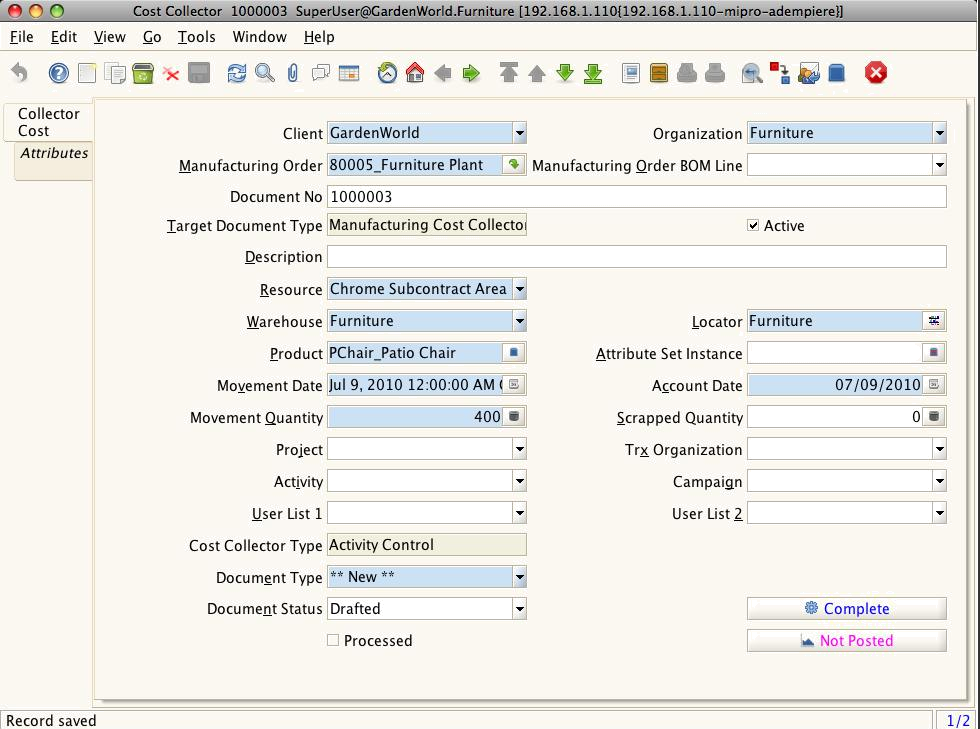 Cost Collector 1000003 SuperUser@GardenWorld.Furniture [192.168.1.110{192.168.1.110-mipro-adempiere}]
File Edit View Go Tools Window Help
Collector Cost
Attributes
Client GardenWorld Organization Furniture
Manufacturing Order 80005_Furniture Plant Manufacturing Order BOM Line
Document No 1000003
Target Document Type Manufacturing Cost Collector Active
Description
Resource Chrome Subcontract Area
Warehouse Furniture Locator Furniture
Product PChair_Patio Chair Attribute Set Instance
Movement Date Jul 9, 2010 12:00:00 AM Account Date 07/09/2010
Movement Quantity 400 Scrapped Quantity 0
Project Trx Organization
Activity Campaign
User List 1 User List 2
Cost Collector Type Activity Control
Document Type ** New **
Document Status Drafted Complete
Processed Not Posted
Record saved 1/2